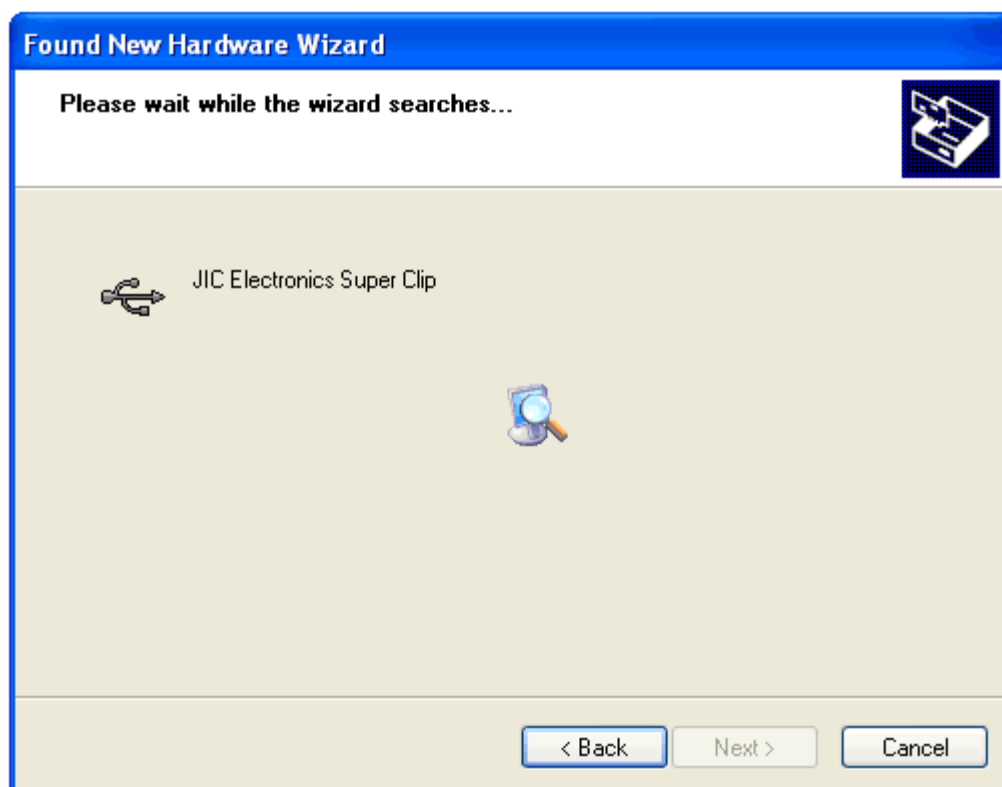 Found New Hardware Wizard
Please wait while the wizard searches...
JIC Electronics Super Clip
< Back
Next >
Cancel